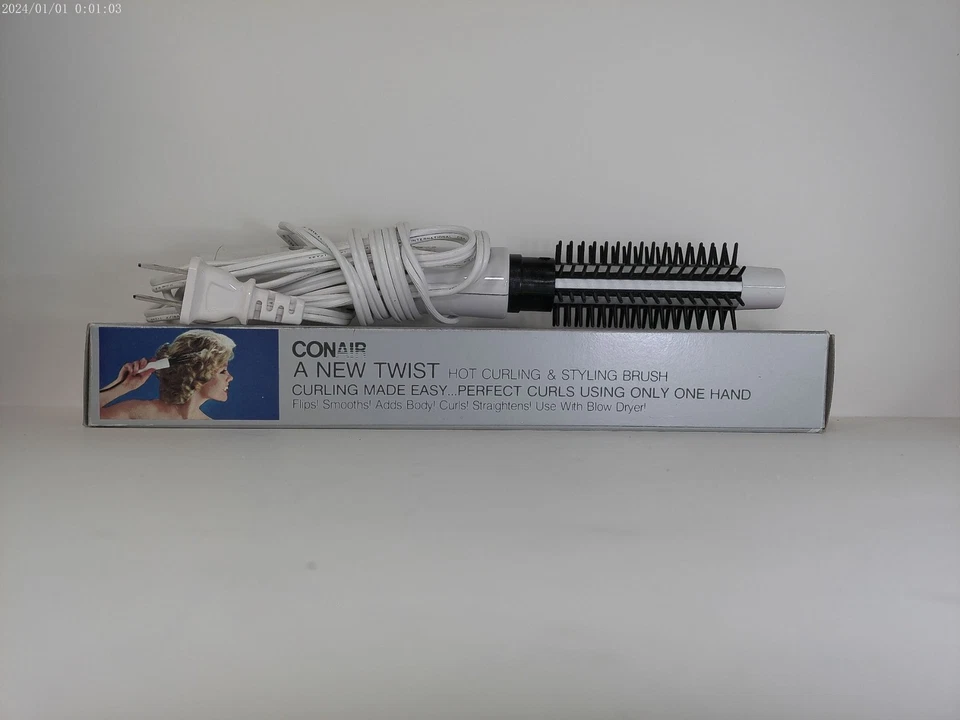 2024/01/01 0:01:03
CONAIR
A NEW TWIST HOT CURLING & STYLING BRUSH
CURLING MADE EASY...PERFECT CURLS USING ONLY ONE HAND
Flips! Smooths! Adds Body! Curls! Straightens! Use With Blow Dryer!